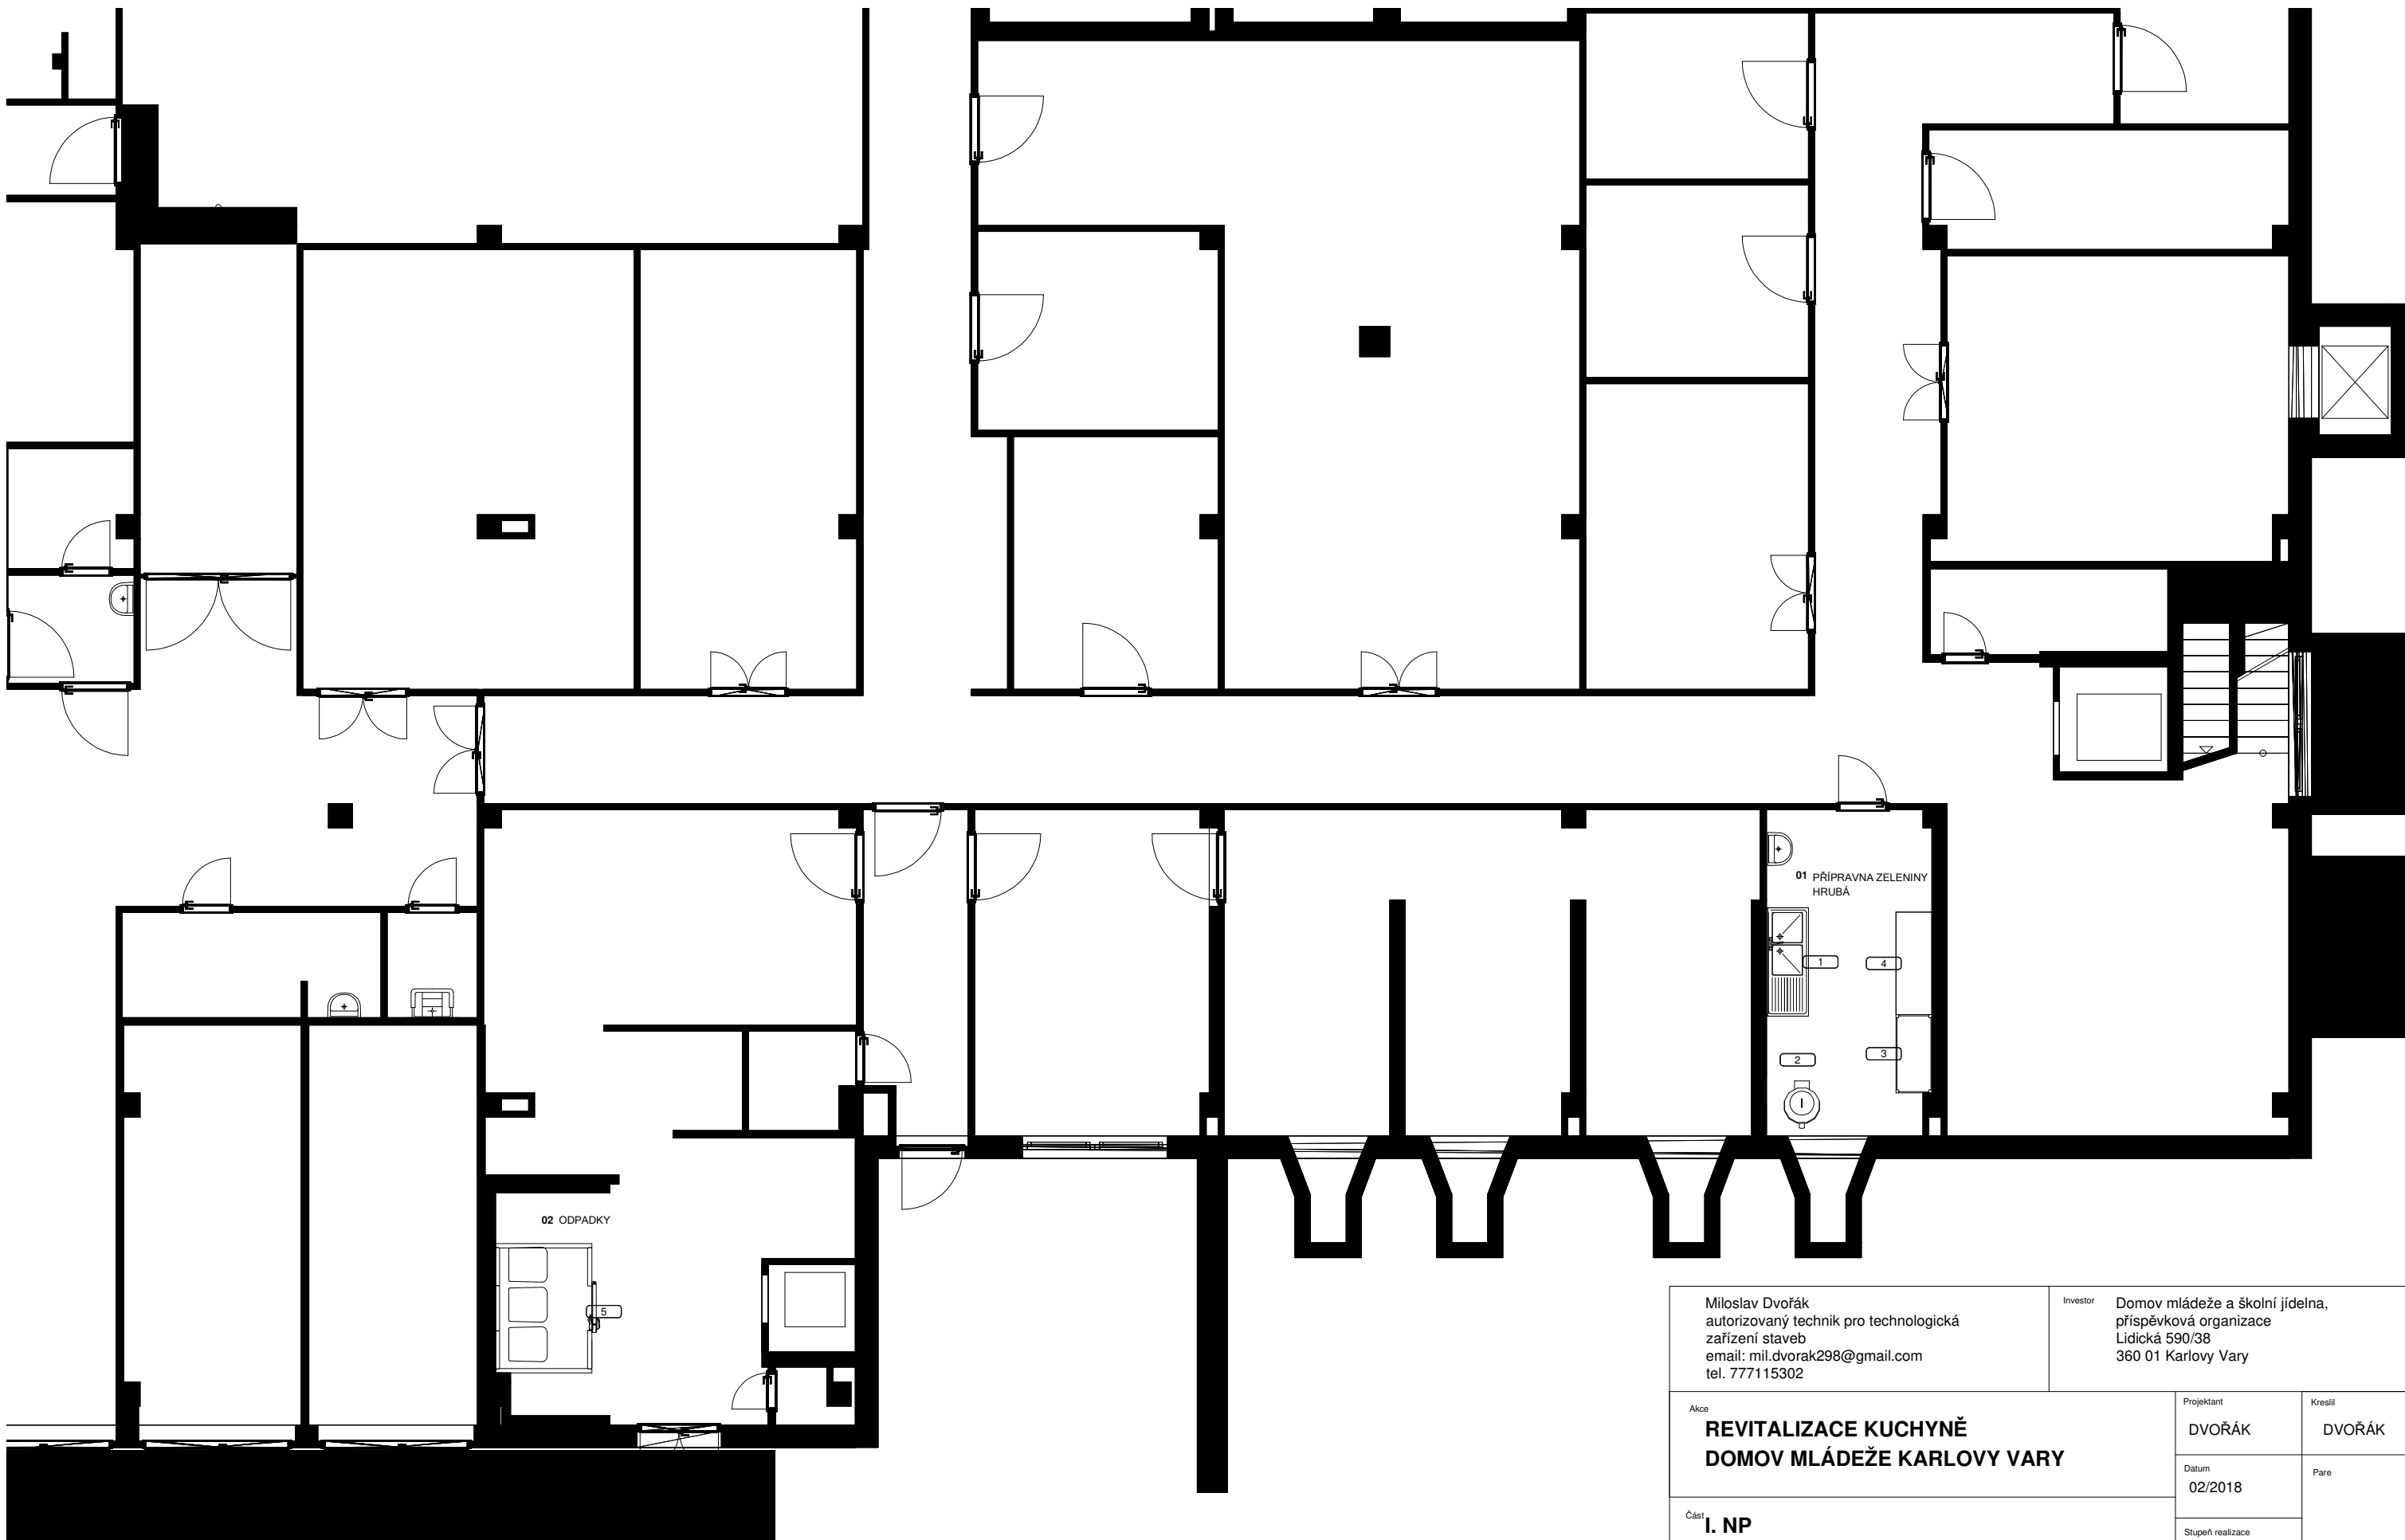 01 PŘÍPRAVNA ZELENINY
HRUBÁ
1
4
2
3
02 ODPADKY
5
Miloslav Dvořák
autorizovaný technik pro technologická
zařízení staveb
email: mil.dvorak298@gmail.com
tel. 777115302
Investor
Domov mládeže a školní jídelna,
příspěvková organizace
Lidická 590/38
360 01 Karlovy Vary
Akce
REVITALIZACE KUCHYNĚ
DOMOV MLÁDEŽE KARLOVY VARY
Projektant
DVOŘÁK
Kreslil
DVOŘÁK
Datum
02/2018
Pare
Část
I. NP
Stupeň realizace